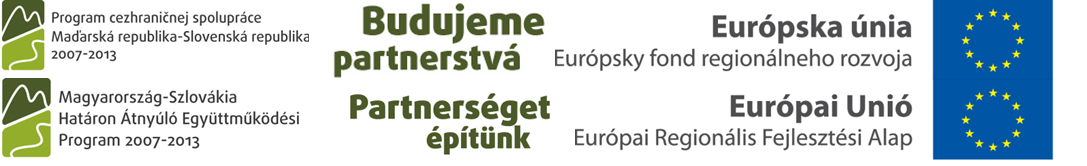 Program cezhraničnej spolupráce
Maďarská republika-Slovenská republika
2007-2013
Budujeme
partnerstvá
Európska únia
Európsky fond regionálneho rozvoja
Magyarország-Szlovákia
Határon Átnyúló Együttműködési
Program 2007-2013
Partnerséget
építünk
Európai Unió
Európai Regionális Fejlesztési Alap